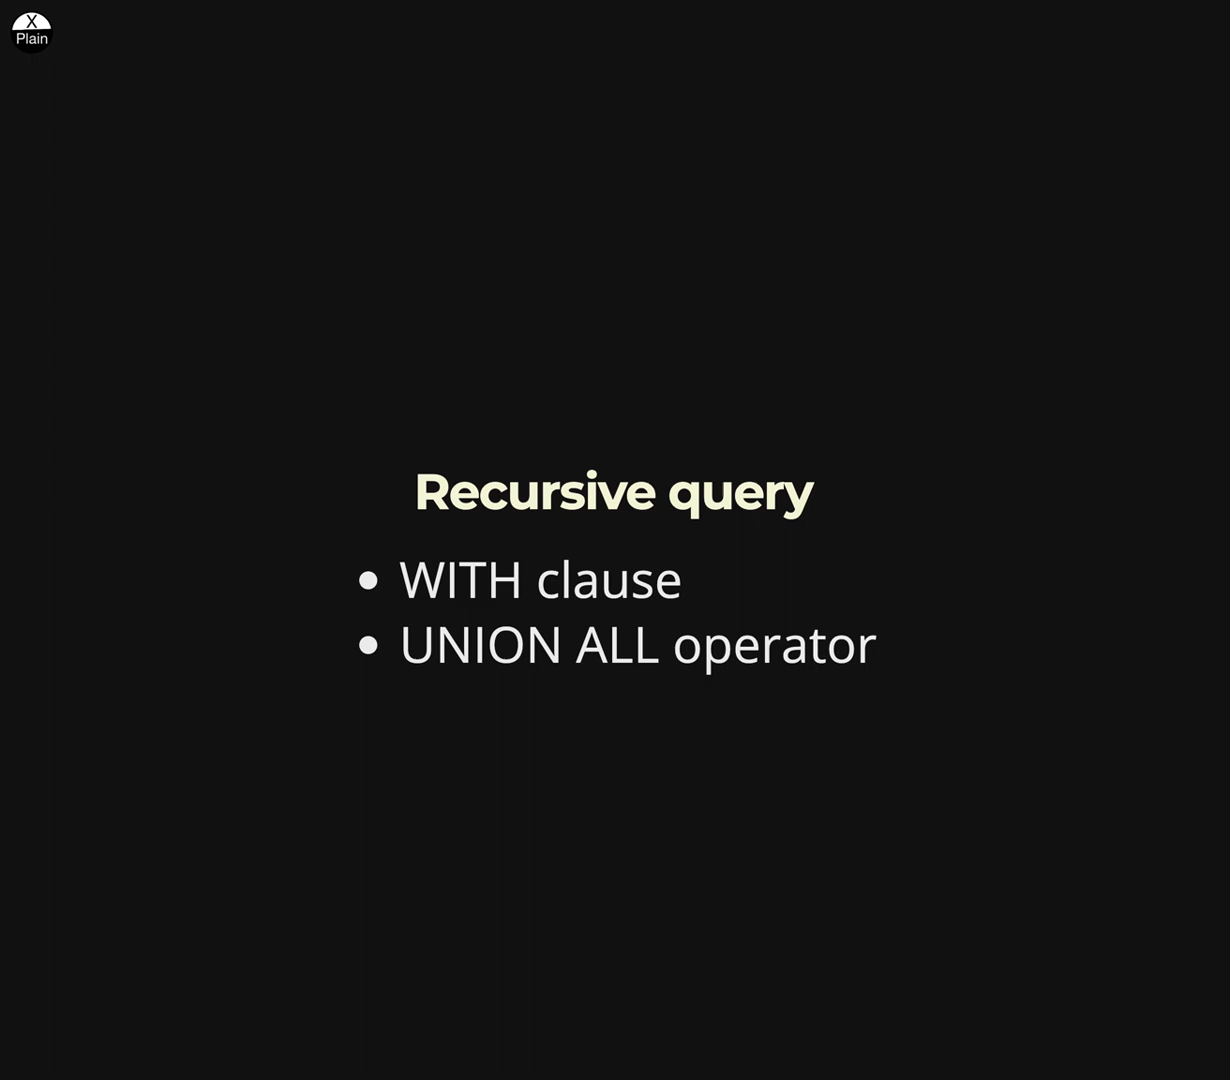 X
Plain
Recursive query
WITH clause
UNION ALL operator